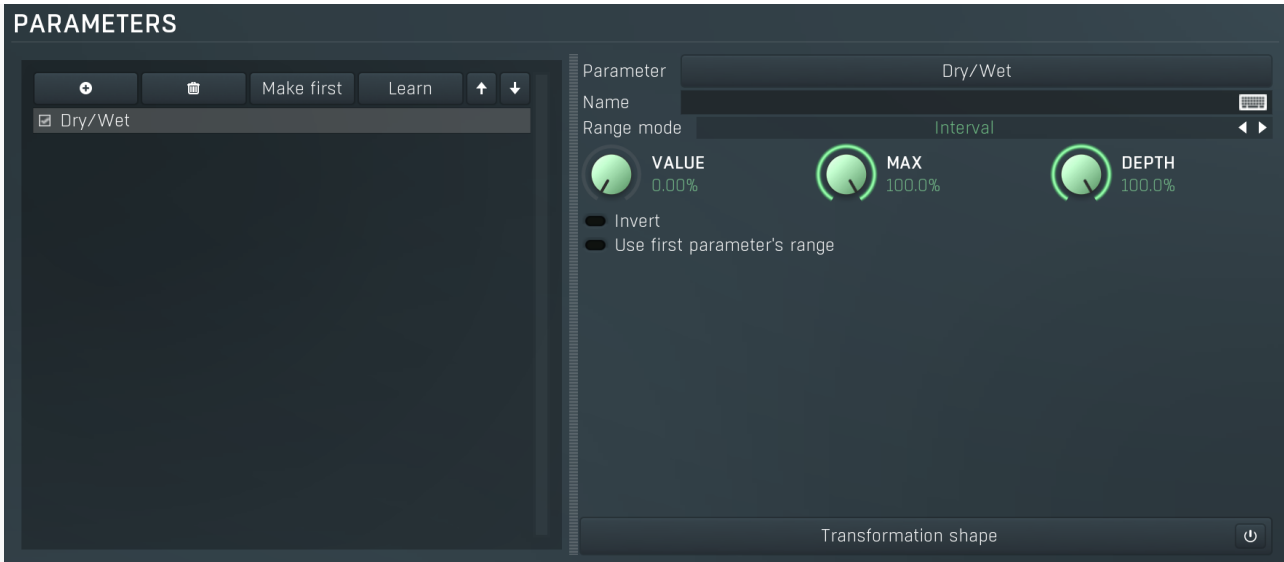 PARAMETERS
Make first
Learn
Dry/Wet
Parameter Dry/Wet
Name
Range mode Interval
VALUE MAX DEPTH
0.00% 100.0% 100.0%
Invert
Use first parameter's range
Transformation shape